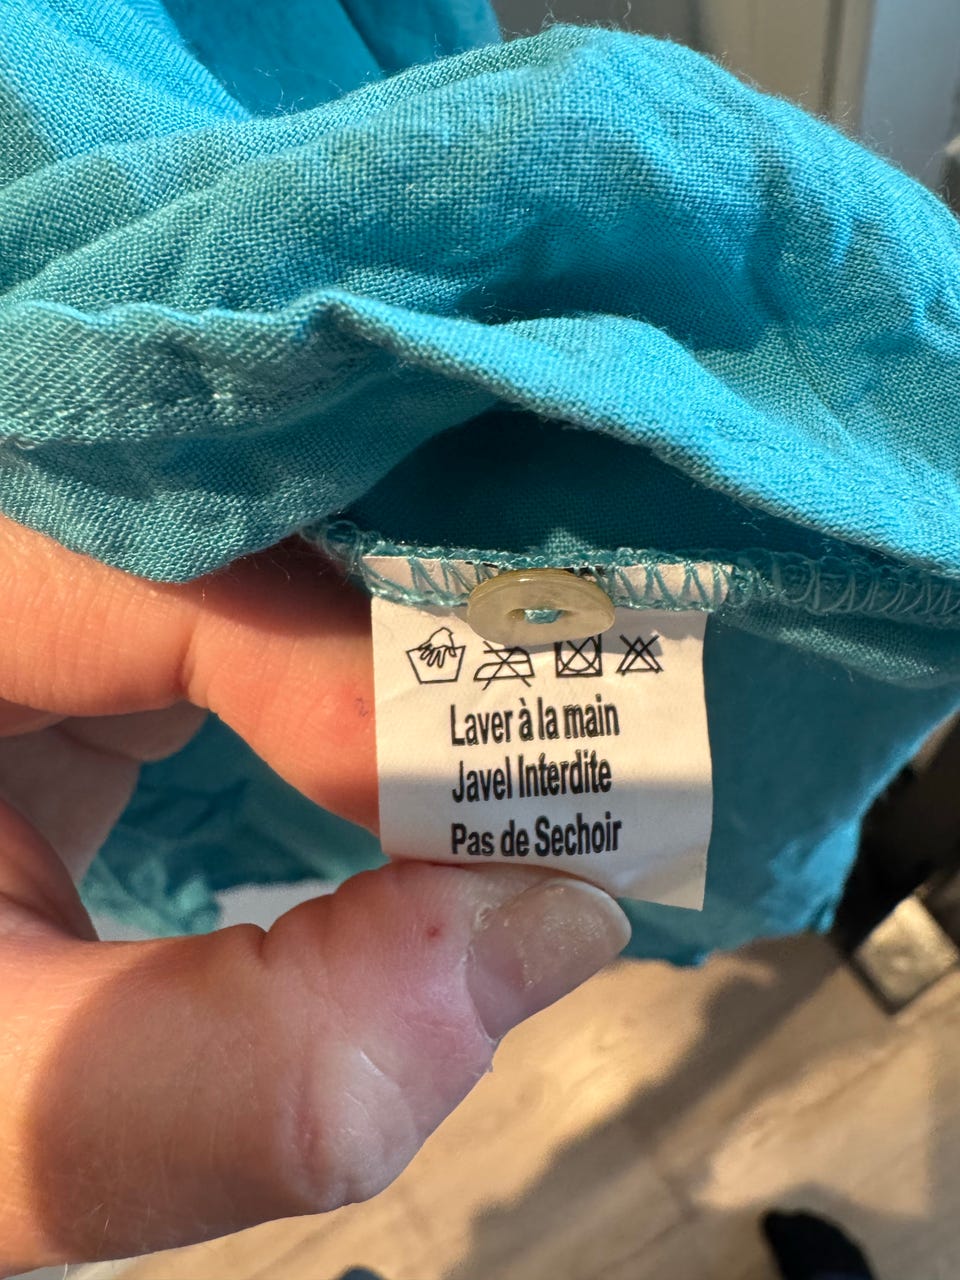 Laver à la main
Javel Interdite
Pas de Sechoir